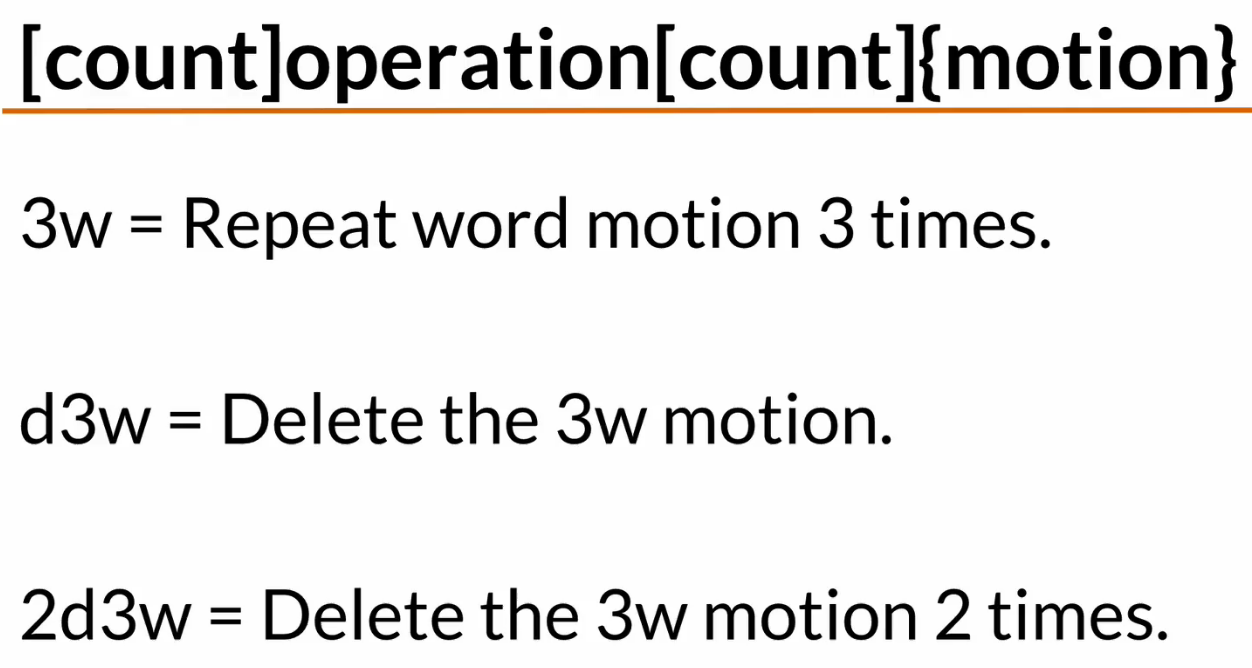 [count]operation[count]{motion}
3w = Repeat word motion 3 times.
d3w = Delete the 3w motion.
2d3w = Delete the 3w motion 2 times.